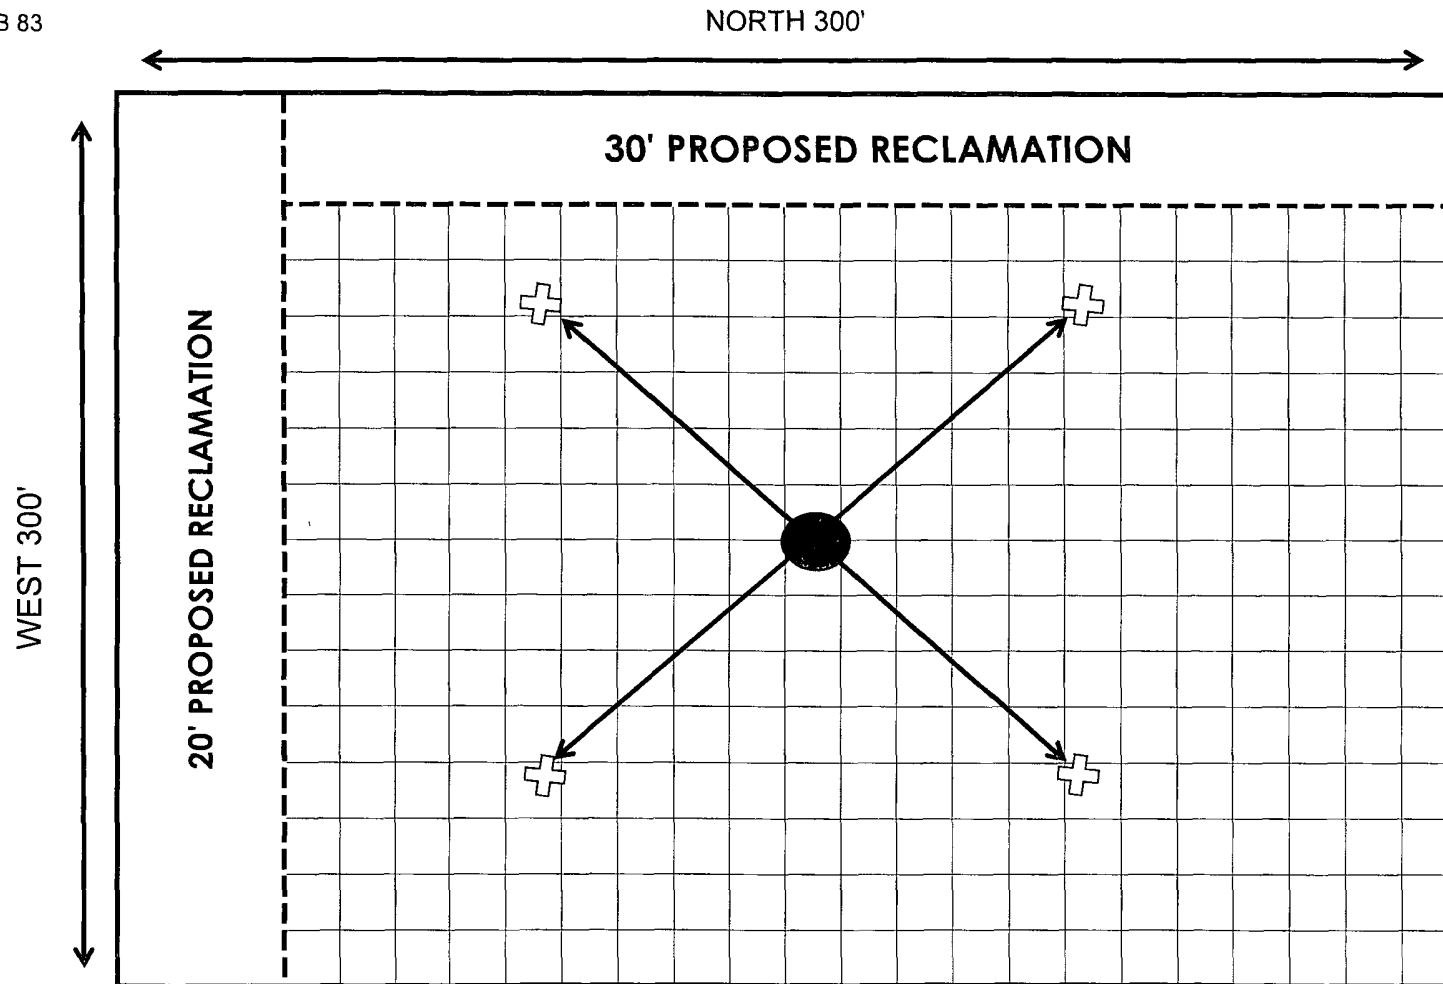 B 83
NORTH 300'
30' PROPOSED RECLAMATION
20' PROPOSED RECLAMATION
WEST 300'